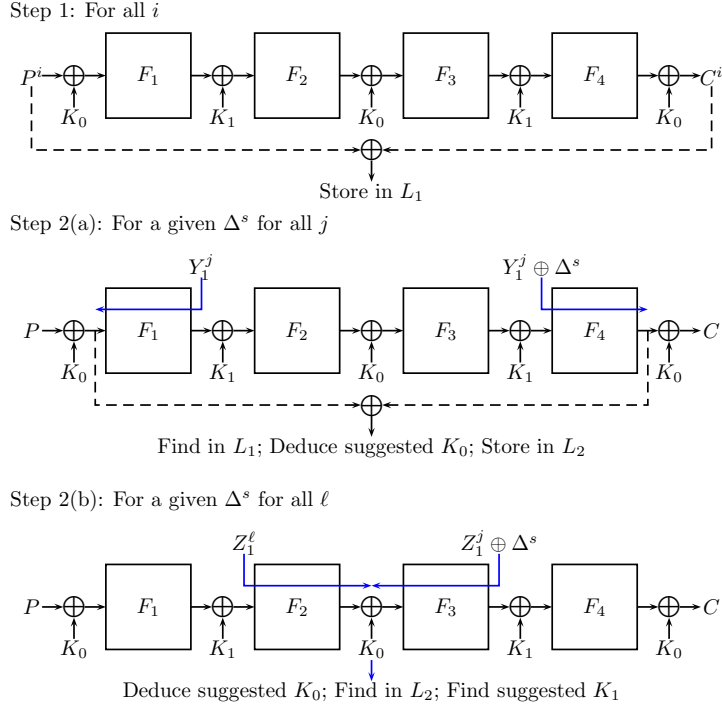 Step 1: For all i
P^i F_1 F_2 F_3 F_4 C^i
K_0 K_1 K_0 K_1 K_0
Store in L_1
Step 2(a): For a given Δ^s for all j
Y_1^j Y_1^j ⊕ Δ^s
P F_1 F_2 F_3 F_4 C
K_0 K_1 K_0 K_1 K_0
Find in L_1; Deduce suggested K_0; Store in L_2
Step 2(b): For a given Δ^s for all ℓ
Z_1^ℓ Z_1^j ⊕ Δ^s
P F_1 F_2 F_3 F_4 C
K_0 K_1 K_0 K_1 K_0
Deduce suggested K_0; Find in L_2; Find suggested K_1